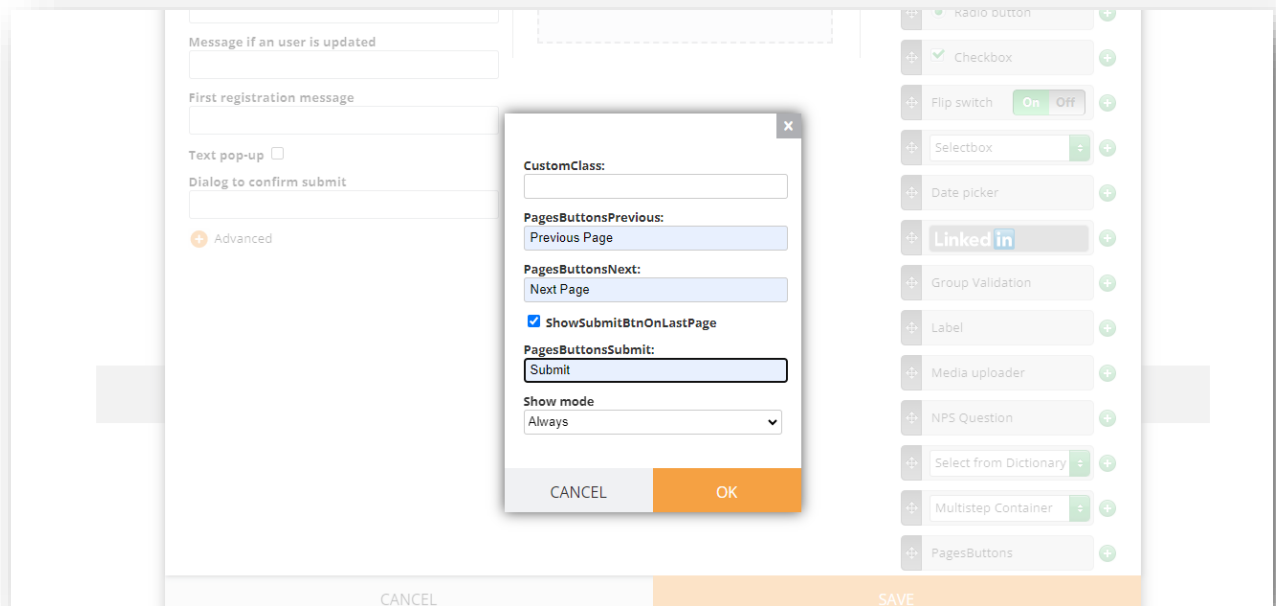 Message if an user is updated
First registration message
Text pop-up
Dialog to confirm submit
Advanced
x
CustomClass:
PagesButtonsPrevious:
Previous Page
PagesButtonsNext:
Next Page
ShowSubmitBtnOnLastPage
PagesButtonsSubmit:
Submit
Show mode
Always
CANCEL OK
Radio button
Checkbox
Flip switch On Off
Selectbox
Date picker
Linked in
Group Validation
Label
Media uploader
NPS Question
Select from Dictionary
Multistep Container
PagesButtons
CANCEL SAVE